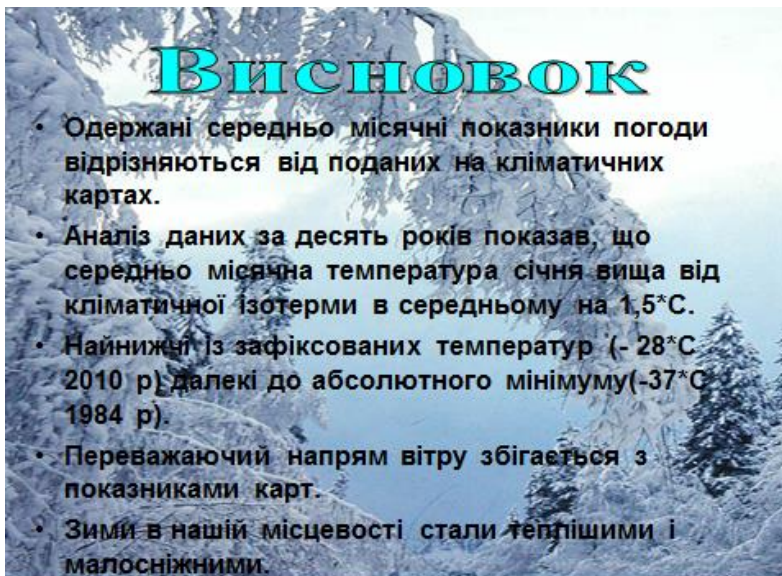 Висновок
• Одержані середньо місячні показники погоди
відрізняються від поданих на кліматичних
картах.
• Аналіз даних за десять років показав, що
середньо місячна температура січня вища від
кліматичної ізотерми в середньому на 1,5*С.
• Найнижчі із зафіксованих температур (- 28*С
2010 р) далекі до абсолютного мінімуму(-37*С
1984 р).
• Переважаючий напрям вітру збігається з
показниками карт.
• Зими в нашій місцевості стали теплішими і
малосніжними.